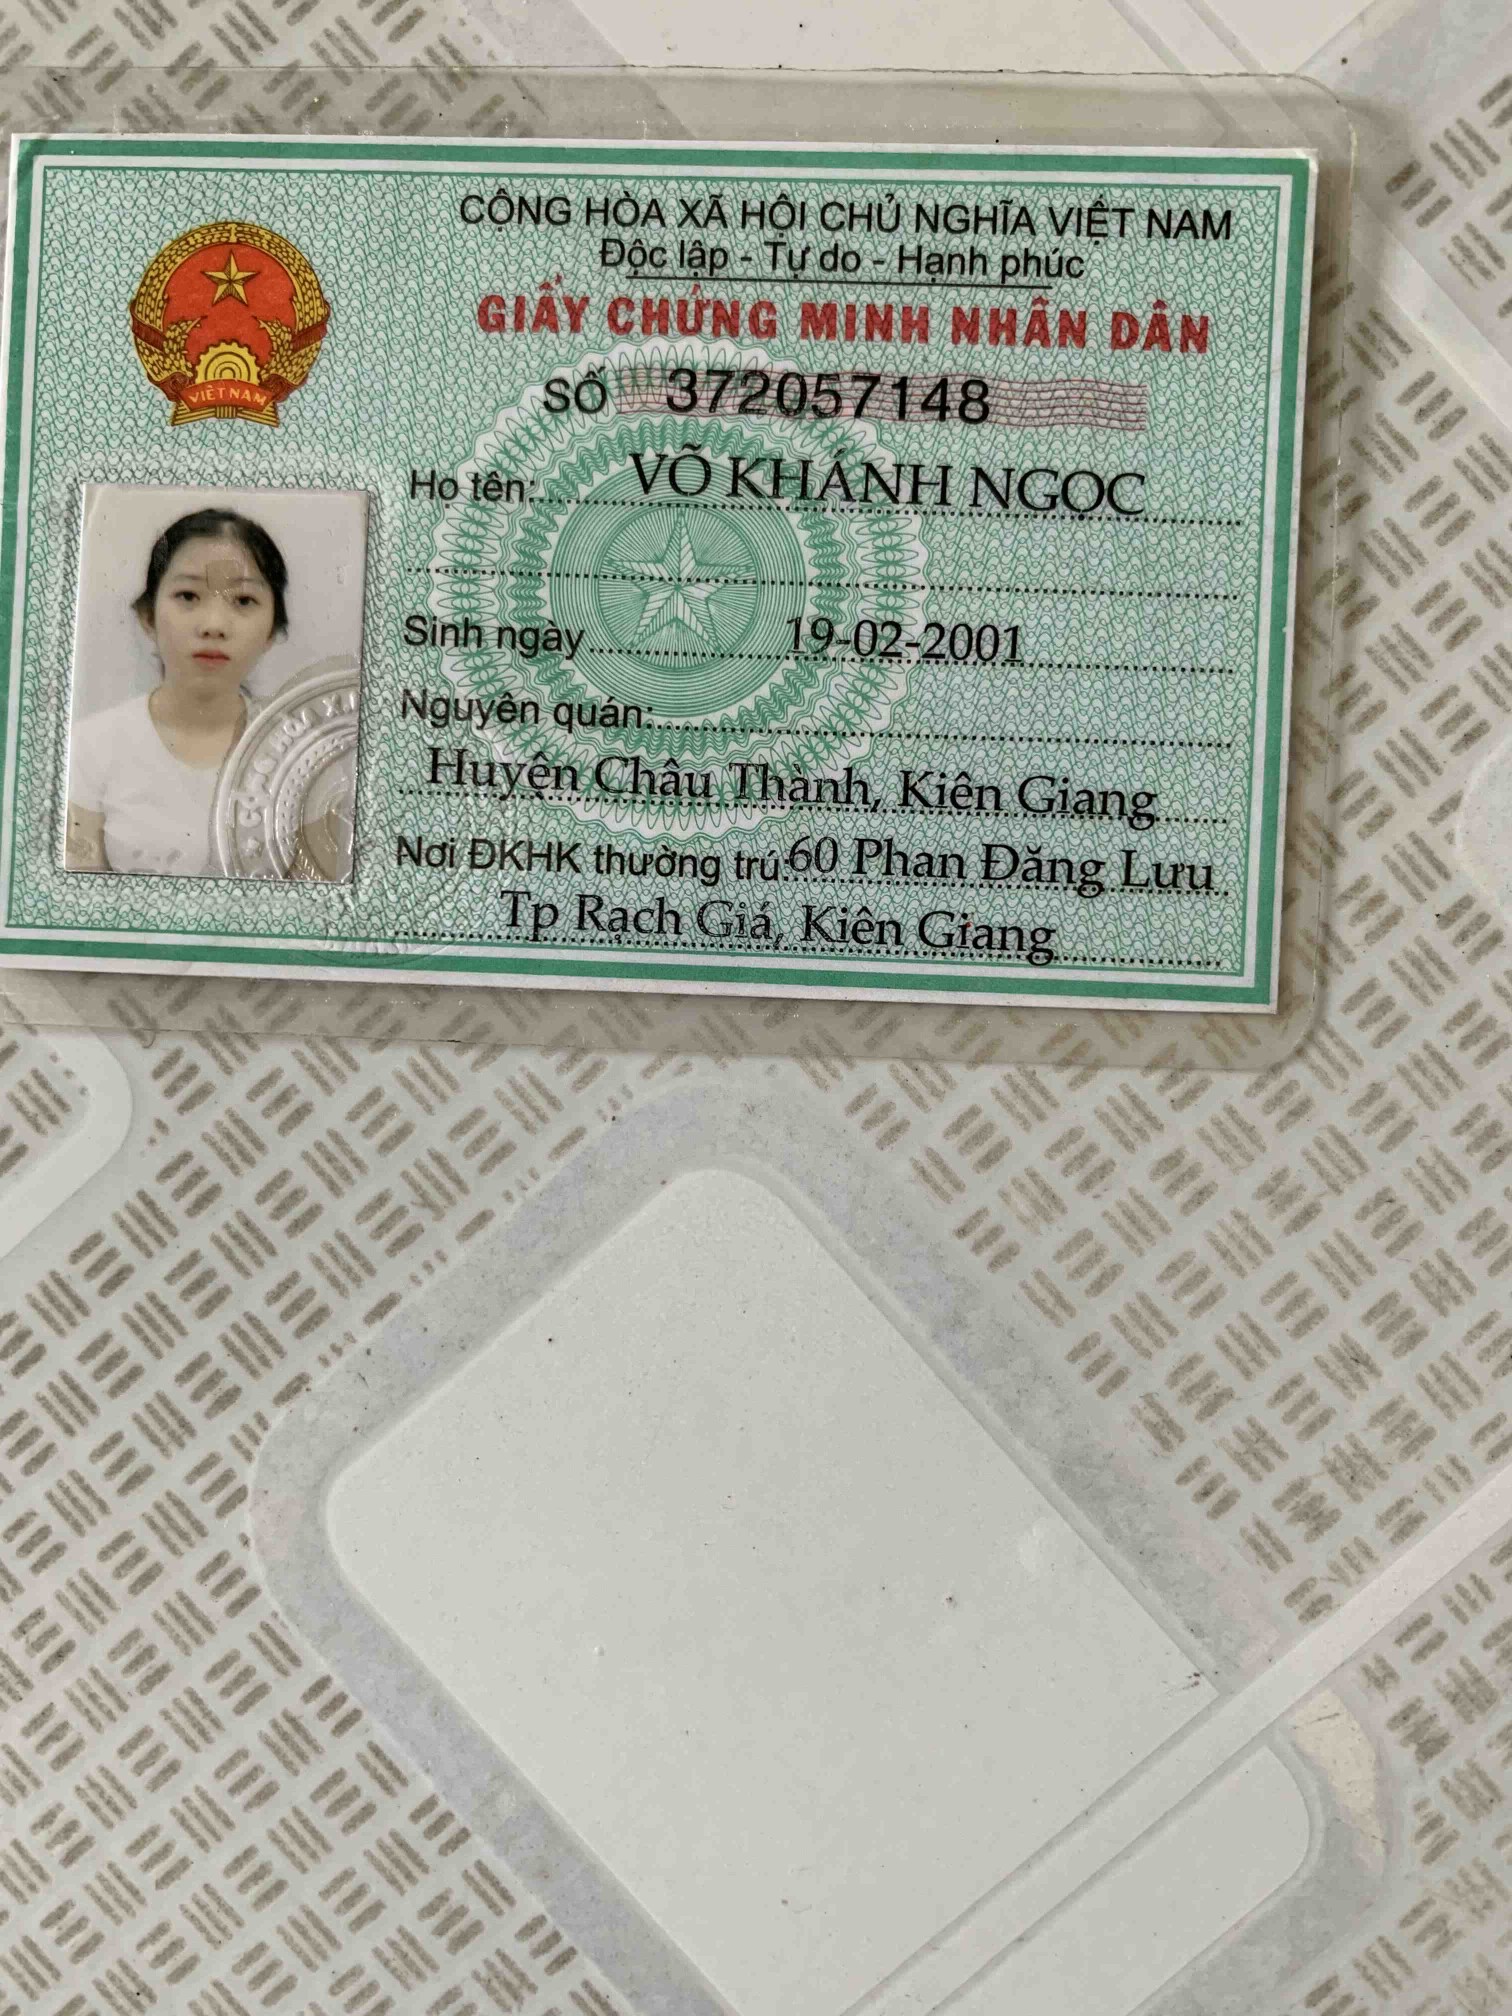 CỘNG HÒA XÃ HỘI CHỦ NGHĨA VIỆT NAM
Độc lập - Tự do - Hạnh phúc
GIẤY CHỨNG MINH NHÂN DÂN
SỐ 372057148
VIỆT NAM
Họ tên: VÕ KHÁNH NGỌC
Sinh ngày 19-02-2001
Nguyên quán:
Huyện Châu Thành, Kiên Giang
Nơi ĐKHK thường trú: 60 Phan Đăng Lưu
Tp Rạch Giá, Kiên Giang